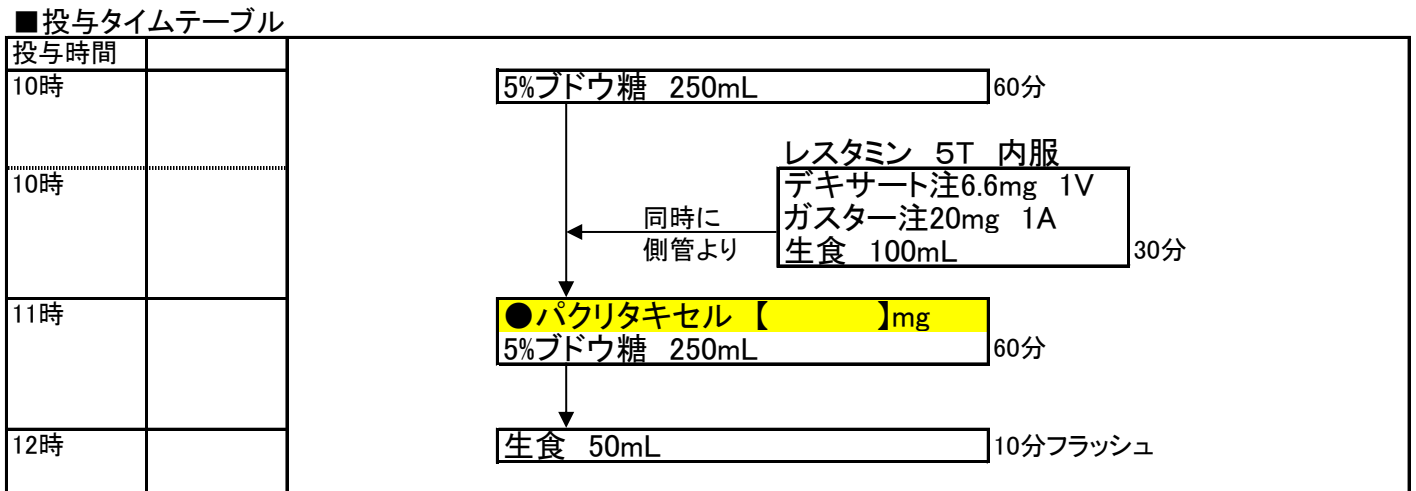 ■投与タイムテーブル
投与時間
10時
5%ブドウ糖 250mL 60分
レスタミン 5T 内服
10時
デキサート注6.6mg 1V
同時に
ガスター注20mg 1A
側管より
生食 100mL 30分
11時
●パクリタキセル 【 】mg
5%ブドウ糖 250mL 60分
12時
生食 50mL 10分フラッシュ